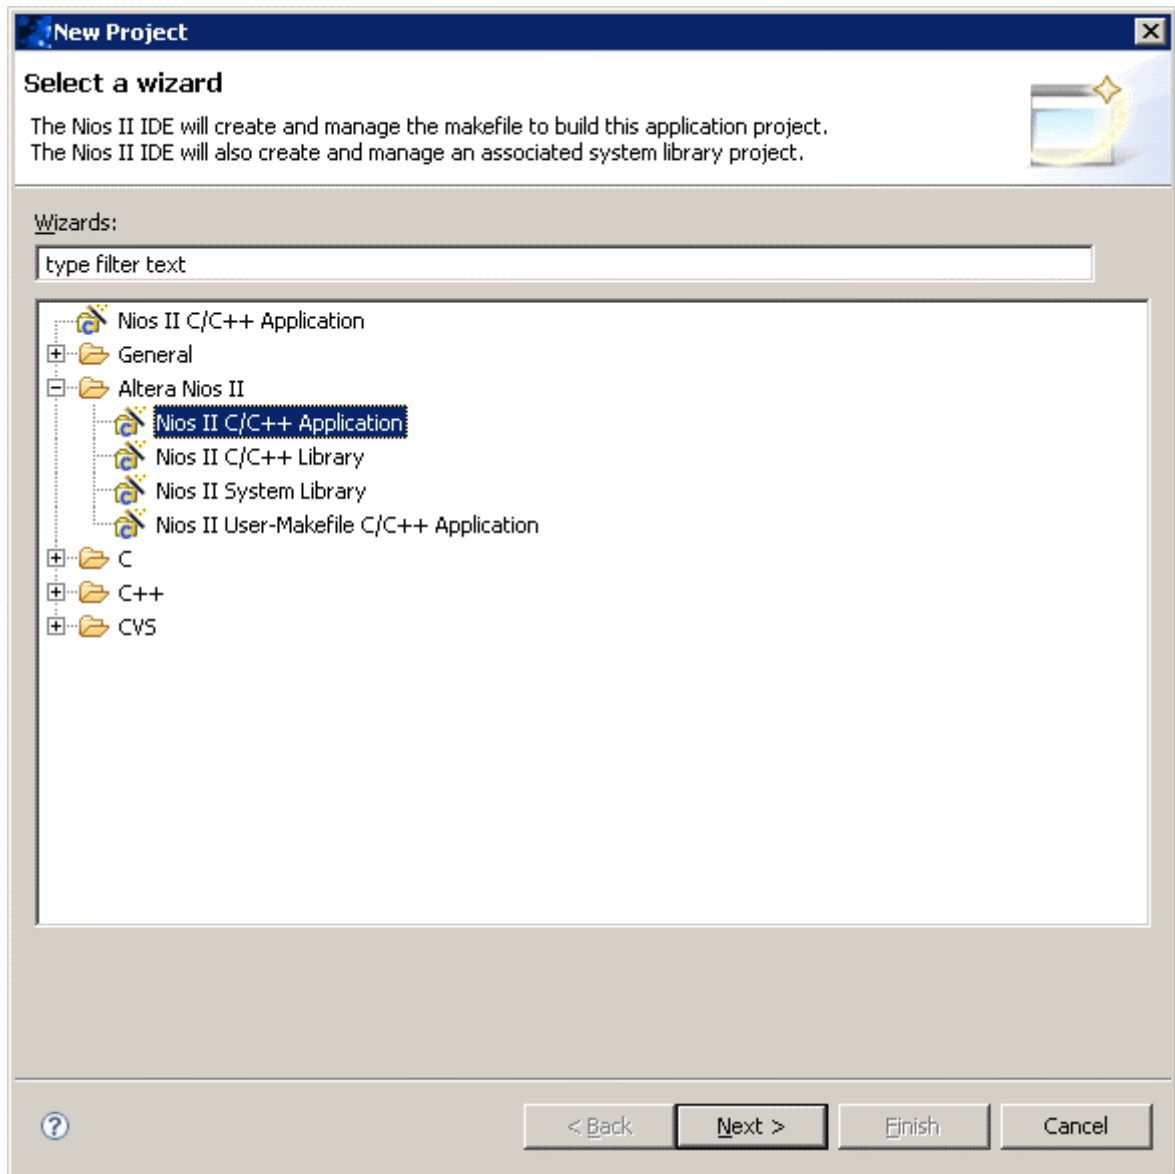 New Project
Select a wizard
The Nios II IDE will create and manage the makefile to build this application project.
The Nios II IDE will also create and manage an associated system library project.
Wizards:
type filter text
Nios II C/C++ Application
General
Altera Nios II
Nios II C/C++ Application
Nios II C/C++ Library
Nios II System Library
Nios II User-Makefile C/C++ Application
C
C++
CVS
< Back Next > Finish Cancel